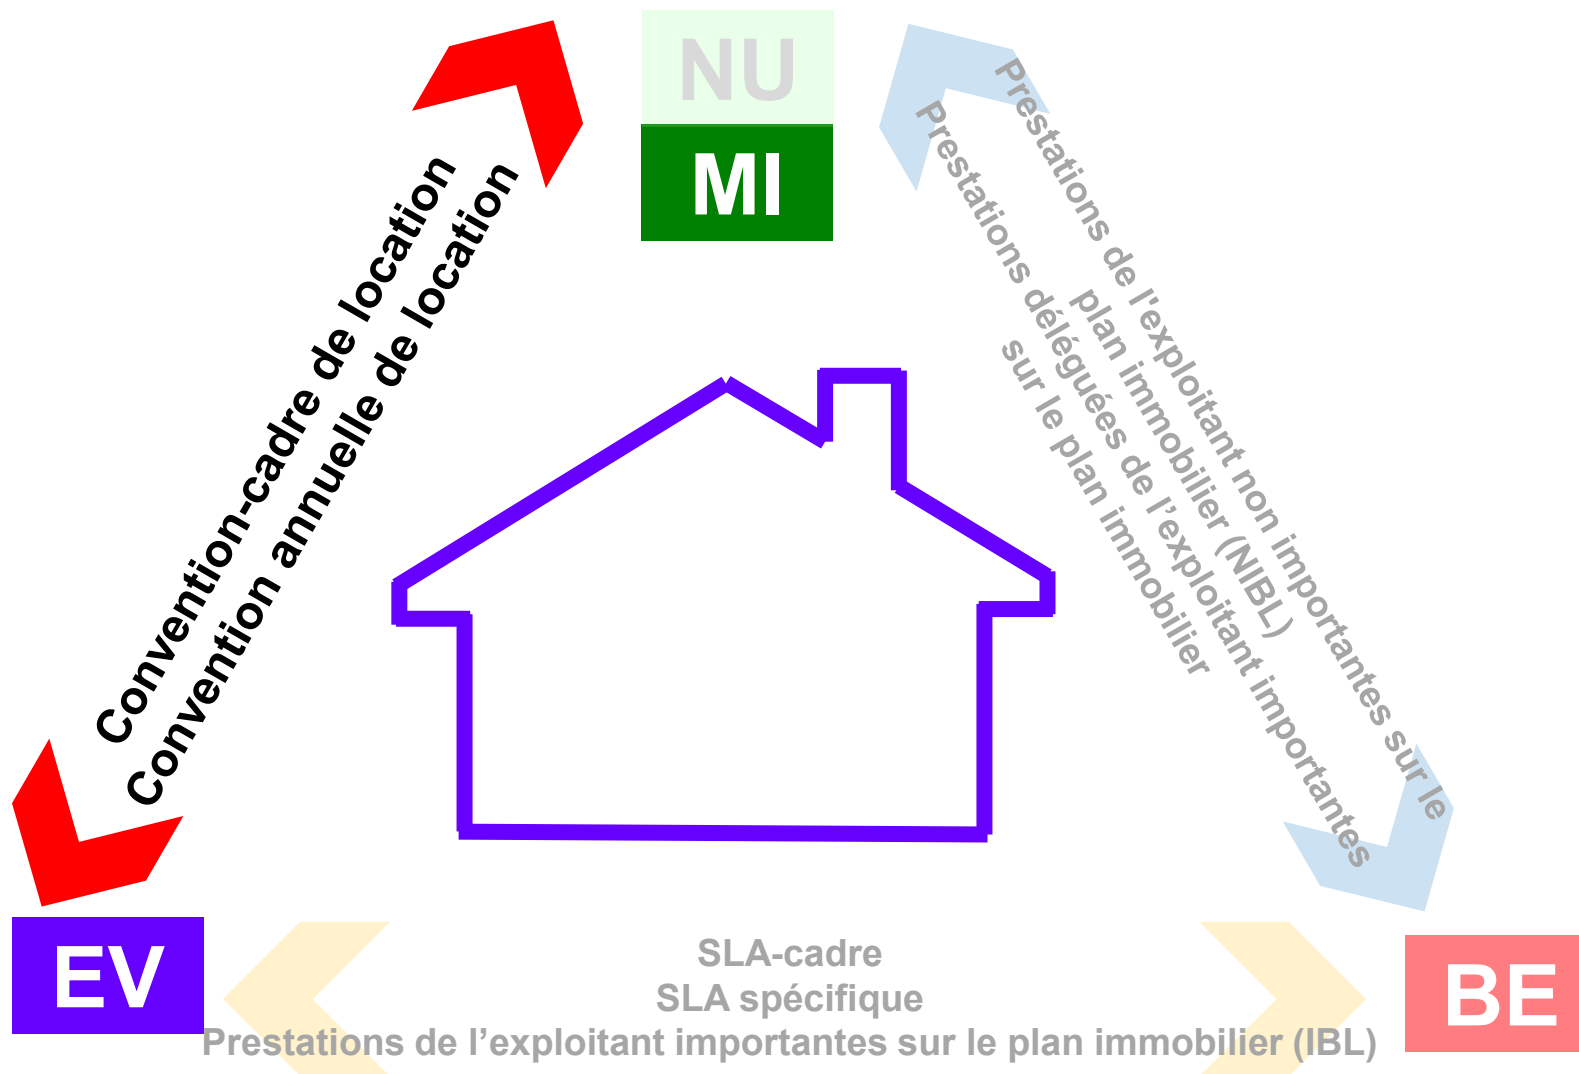 NU
MI
Convention-cadre de location
Convention annuelle de location
Prestations de l'exploitant non importantes sur le
plan immobilier (NIBL)
Prestations déléguées de l’exploitant importantes
sur le plan immobilier
EV
SLA-cadre
SLA spécifique
Prestations de l’exploitant importantes sur le plan immobilier (IBL)
BE